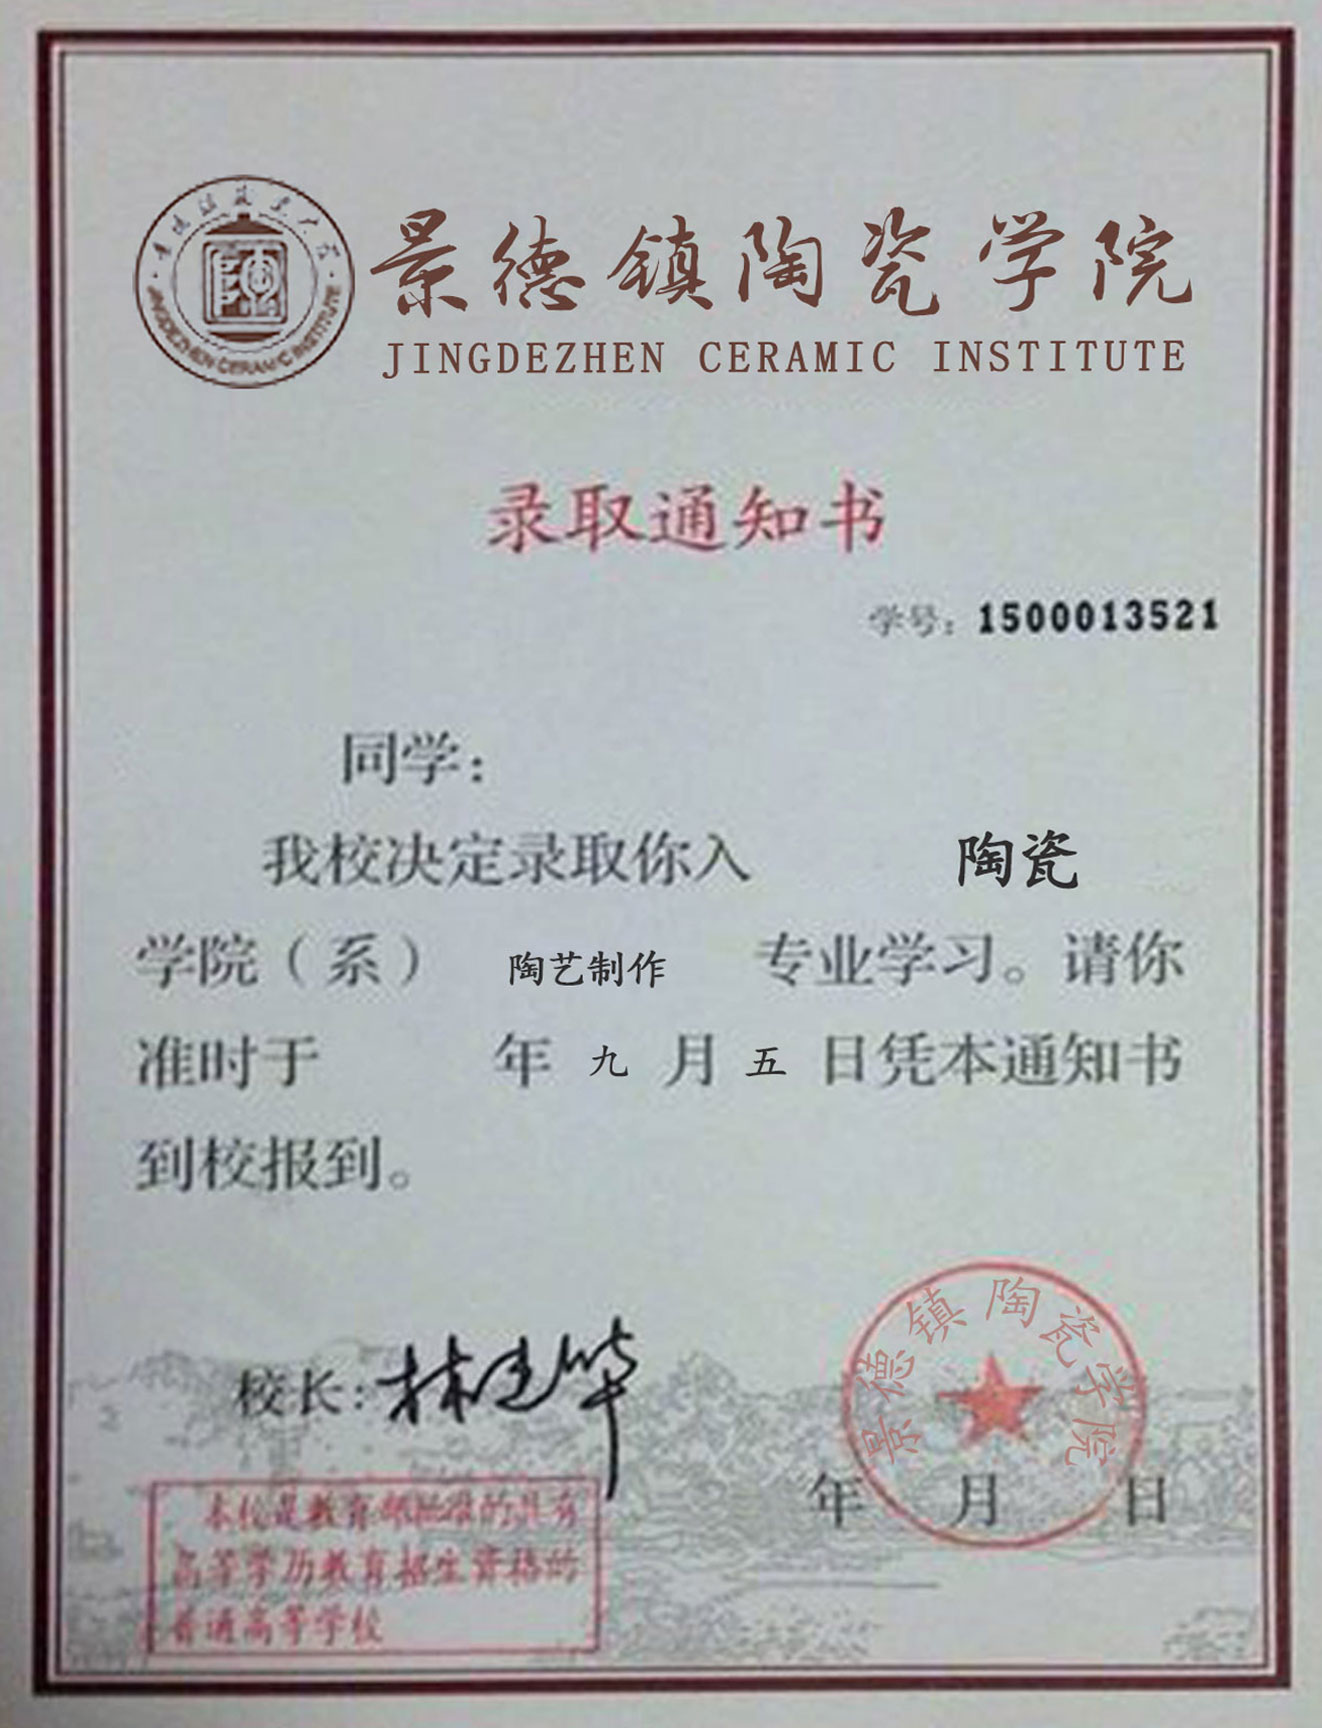 景德镇陶瓷学院
JINGDEZHEN CERAMIC INSTITUTE
JINGDEZHEN CERAMIC INSTITUTE
录取通知书
学号：1500013521
同学：
我校决定录取你入 陶瓷
学院（系） 陶艺制作 专业学习。请你
准时于 年 九 月 五 日凭本通知书
到校报到。
校长：
景德镇陶瓷学院
年 月 日
本校是教育部批准的具有
高等学历教育招生资格的
普通高等学校